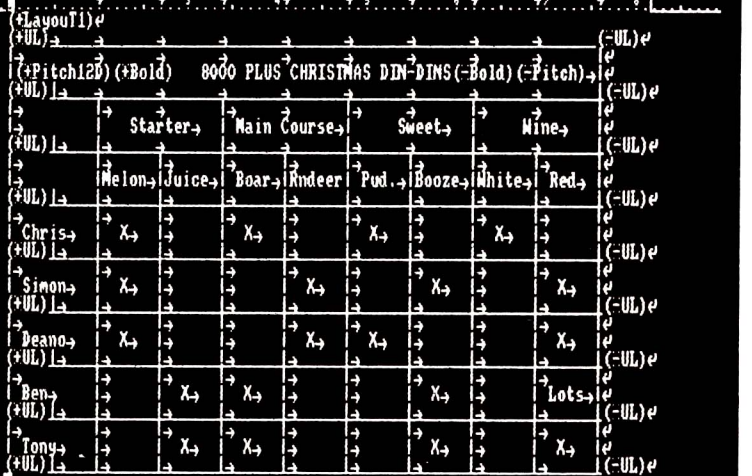 (+LayouT1)↵
(+UL)→ → → → → → → → → (-UL)↵
→ → → → → → → → → ↵
(+Pitch12D)(+Bold) 8000 PLUS CHRISTMAS DIN-DINS(-Bold)(-Pitch)→↵
(+UL)|→ → → → → → → → → (-UL)↵
→ |→ → |→ → |→ → |→ → |↵
Starter→ |Main Course→| Sweet→ | Wine→ |↵
(+UL)|→ |→ → |→ → |→ → |→ → |(-UL)↵
→ |→ |→ |→ |→ |→ |→ |→ |→ |↵
|Melon→|Juice→| Boar→|Rndeer| Pud.→|Booze→|White→| Red→ |↵
(+UL)|→ |→ |→ |→ |→ |→ |→ |→ |→ |(-UL)↵
|→ |→ |→ |→ |→ |→ |→ |→ |→ |↵
Chris→ | X→ |→ | X→ |→ | X→ |→ | X→ |→ |↵
(+UL)|→ |→ |→ |→ |→ |→ |→ |→ |→ |(-UL)↵
|→ |→ |→ |→ |→ |→ |→ |→ |→ |↵
Simon→ | X→ |→ |→ | X→ |→ | X→ |→ | X→ |↵
(+UL)|→ |→ |→ |→ |→ |→ |→ |→ |→ |(-UL)↵
|→ |→ |→ |→ |→ |→ |→ |→ |→ |↵
Deano→ | X→ |→ |→ | X→ | X→ |→ |→ | X→ |↵
(+UL)|→ |→ |→ |→ |→ |→ |→ |→ |→ |(-UL)↵
|→ |→ |→ |→ |→ |→ |→ |→ |→ |↵
Ben→ |→ | X→ | X→ |→ |→ | X→ |→ |Lots→|↵
(+UL)|→ |→ |→ |→ |→ |→ |→ |→ |→ |(-UL)↵
|→ |→ |→ |→ |→ |→ |→ |→ |→ |↵
Tony→ |→ | X→ | X→ |→ |→ | X→ |→ | X→ |↵
(+UL)|→ |→ |→ |→ |→ |→ |→ |→ |→ |(-UL)↵